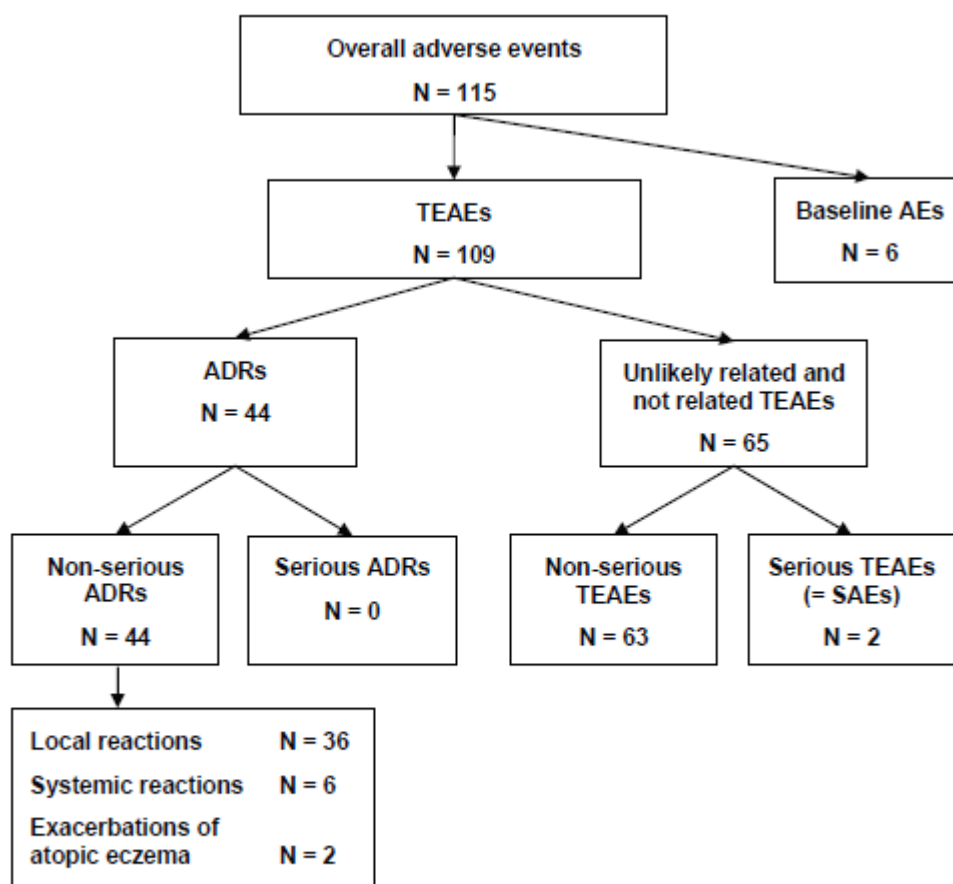 Overall adverse events
N = 115
TEAEs
N = 109
Baseline AEs
N = 6
ADRs
N = 44
Unlikely related and
not related TEAEs
N = 65
Non-serious
ADRs
N = 44
Serious ADRs
N = 0
Non-serious
TEAEs
N = 63
Serious TEAEs
(= SAEs)
N = 2
Local reactions N = 36
Systemic reactions N = 6
Exacerbations of
atopic eczema N = 2